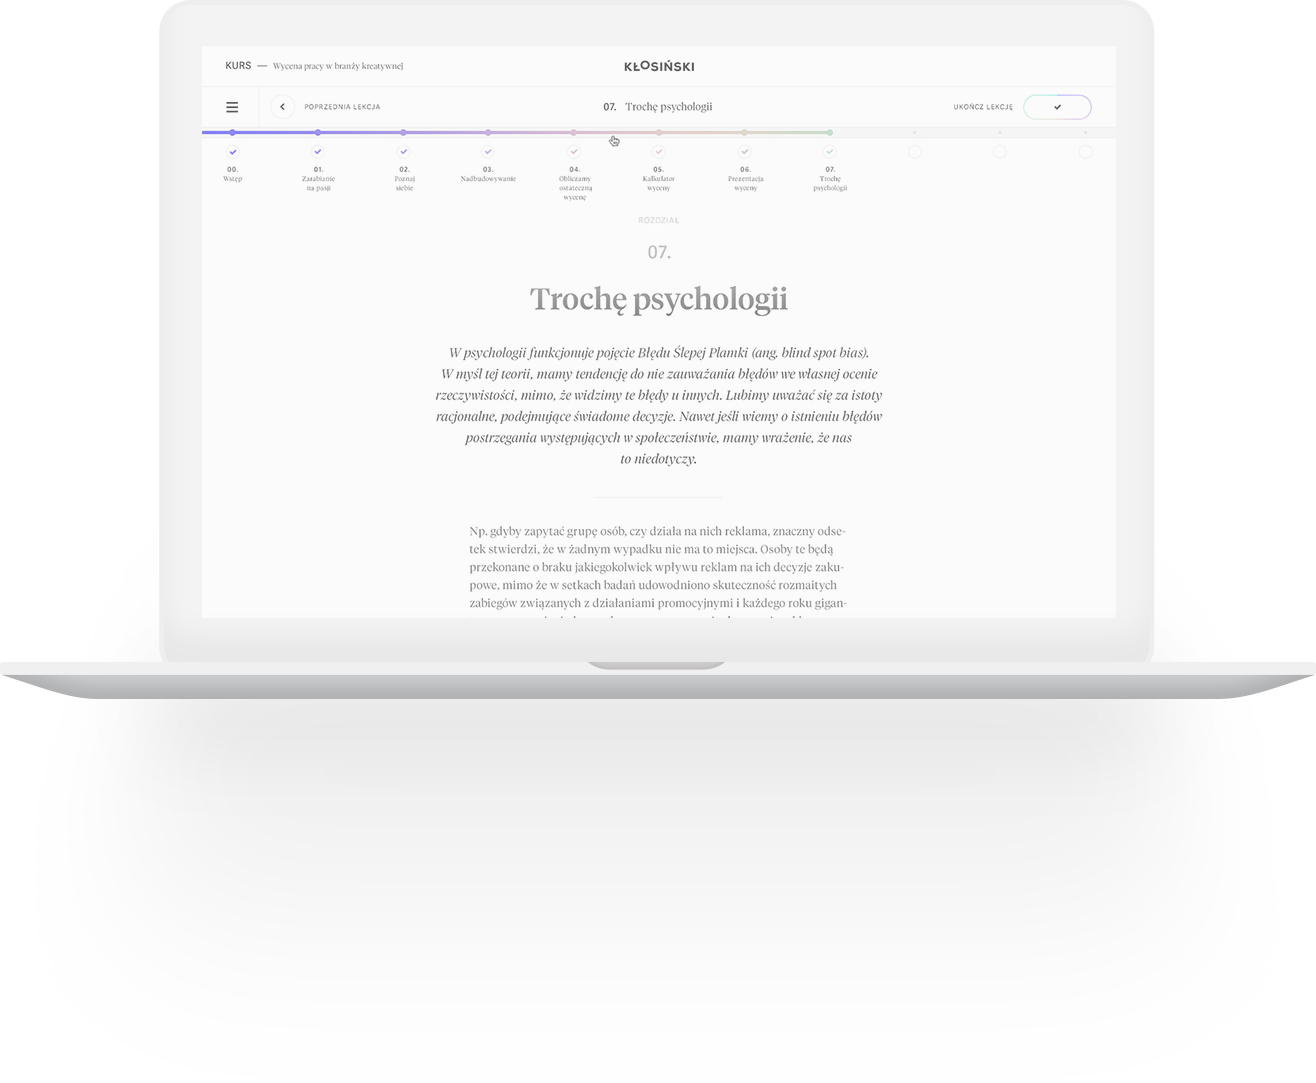 KURS — Wycena pracy w branży kreatywnej
KŁOSIŃSKI
POPRZEDNIA LEKCJA
07. Trochę psychologii
UKOŃCZ LEKCJĘ
00.
Wstęp
01.
Zarabianie
na pasji
02.
Poznaj
siebie
03.
Nadbudowywanie
04.
Obliczamy
ostateczną
wycenę
05.
Kalkulator
wyceny
06.
Prezentacja
wyceny
07.
Trochę
psychologii
ROZDZIAŁ
07.
Trochę psychologii
W psychologii funkcjonuje pojęcie Błędu Ślepej Plamki (ang. blind spot bias).
W myśl tej teorii, mamy tendencję do nie zauważania błędów we własnej ocenie
rzeczywistości, mimo, że widzimy te błędy u innych. Lubimy uważać się za istoty
racjonalne, podejmujące świadome decyzje. Nawet jeśli wiemy o istnieniu błędów
postrzegania występujących w społeczeństwie, mamy wrażenie, że nas
to niedotyczy.
Np. gdyby zapytać grupę osób, czy działa na nich reklama, znaczny odse-
tek stwierdzi, że w żadnym wypadku nie ma to miejsca. Osoby te będą
przekonane o braku jakiegokolwiek wpływu reklam na ich decyzje zaku-
powe, mimo że w setkach badań udowodniono skuteczność rozmaitych
zabiegów związanych z działaniami promocyjnymi i każdego roku gigan-